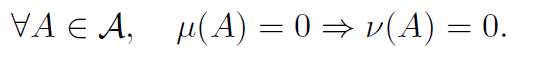 ∀A ∈ 𝒜, μ(A) = 0 ⇒ ν(A) = 0.